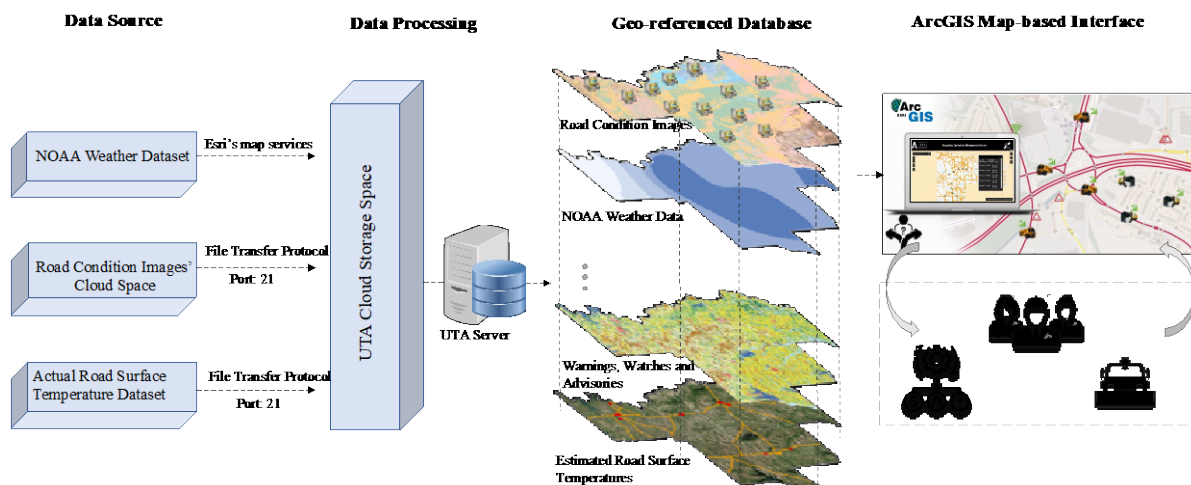 Data Source
Data Processing
Geo-referenced Database
ArcGIS Map-based Interface
NOAA Weather Dataset
Esri's map services
Road Condition Images'
Cloud Space
File Transfer Protocol
Port: 21
Actual Road Surface
Temperature Dataset
File Transfer Protocol
Port: 21
UTA Cloud Storage Space
UTA Server
Road Condition Images
NOAA Weather Data
Warnings, Watches and
Advisories
Estimated Road Surface
Temperatures
Arc
GIS
?